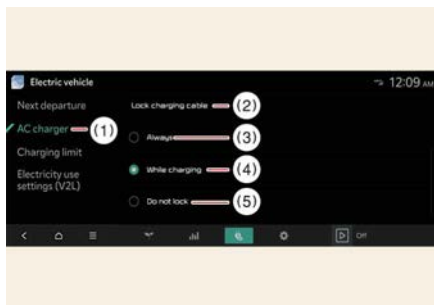 Electric vehicle
12:09 AM
Next departure
Lock charging cable (2)
AC charger (1)
Always (3)
Charging limit
While charging (4)
Electricity use
settings (V2L)
Do not lock (5)
Off